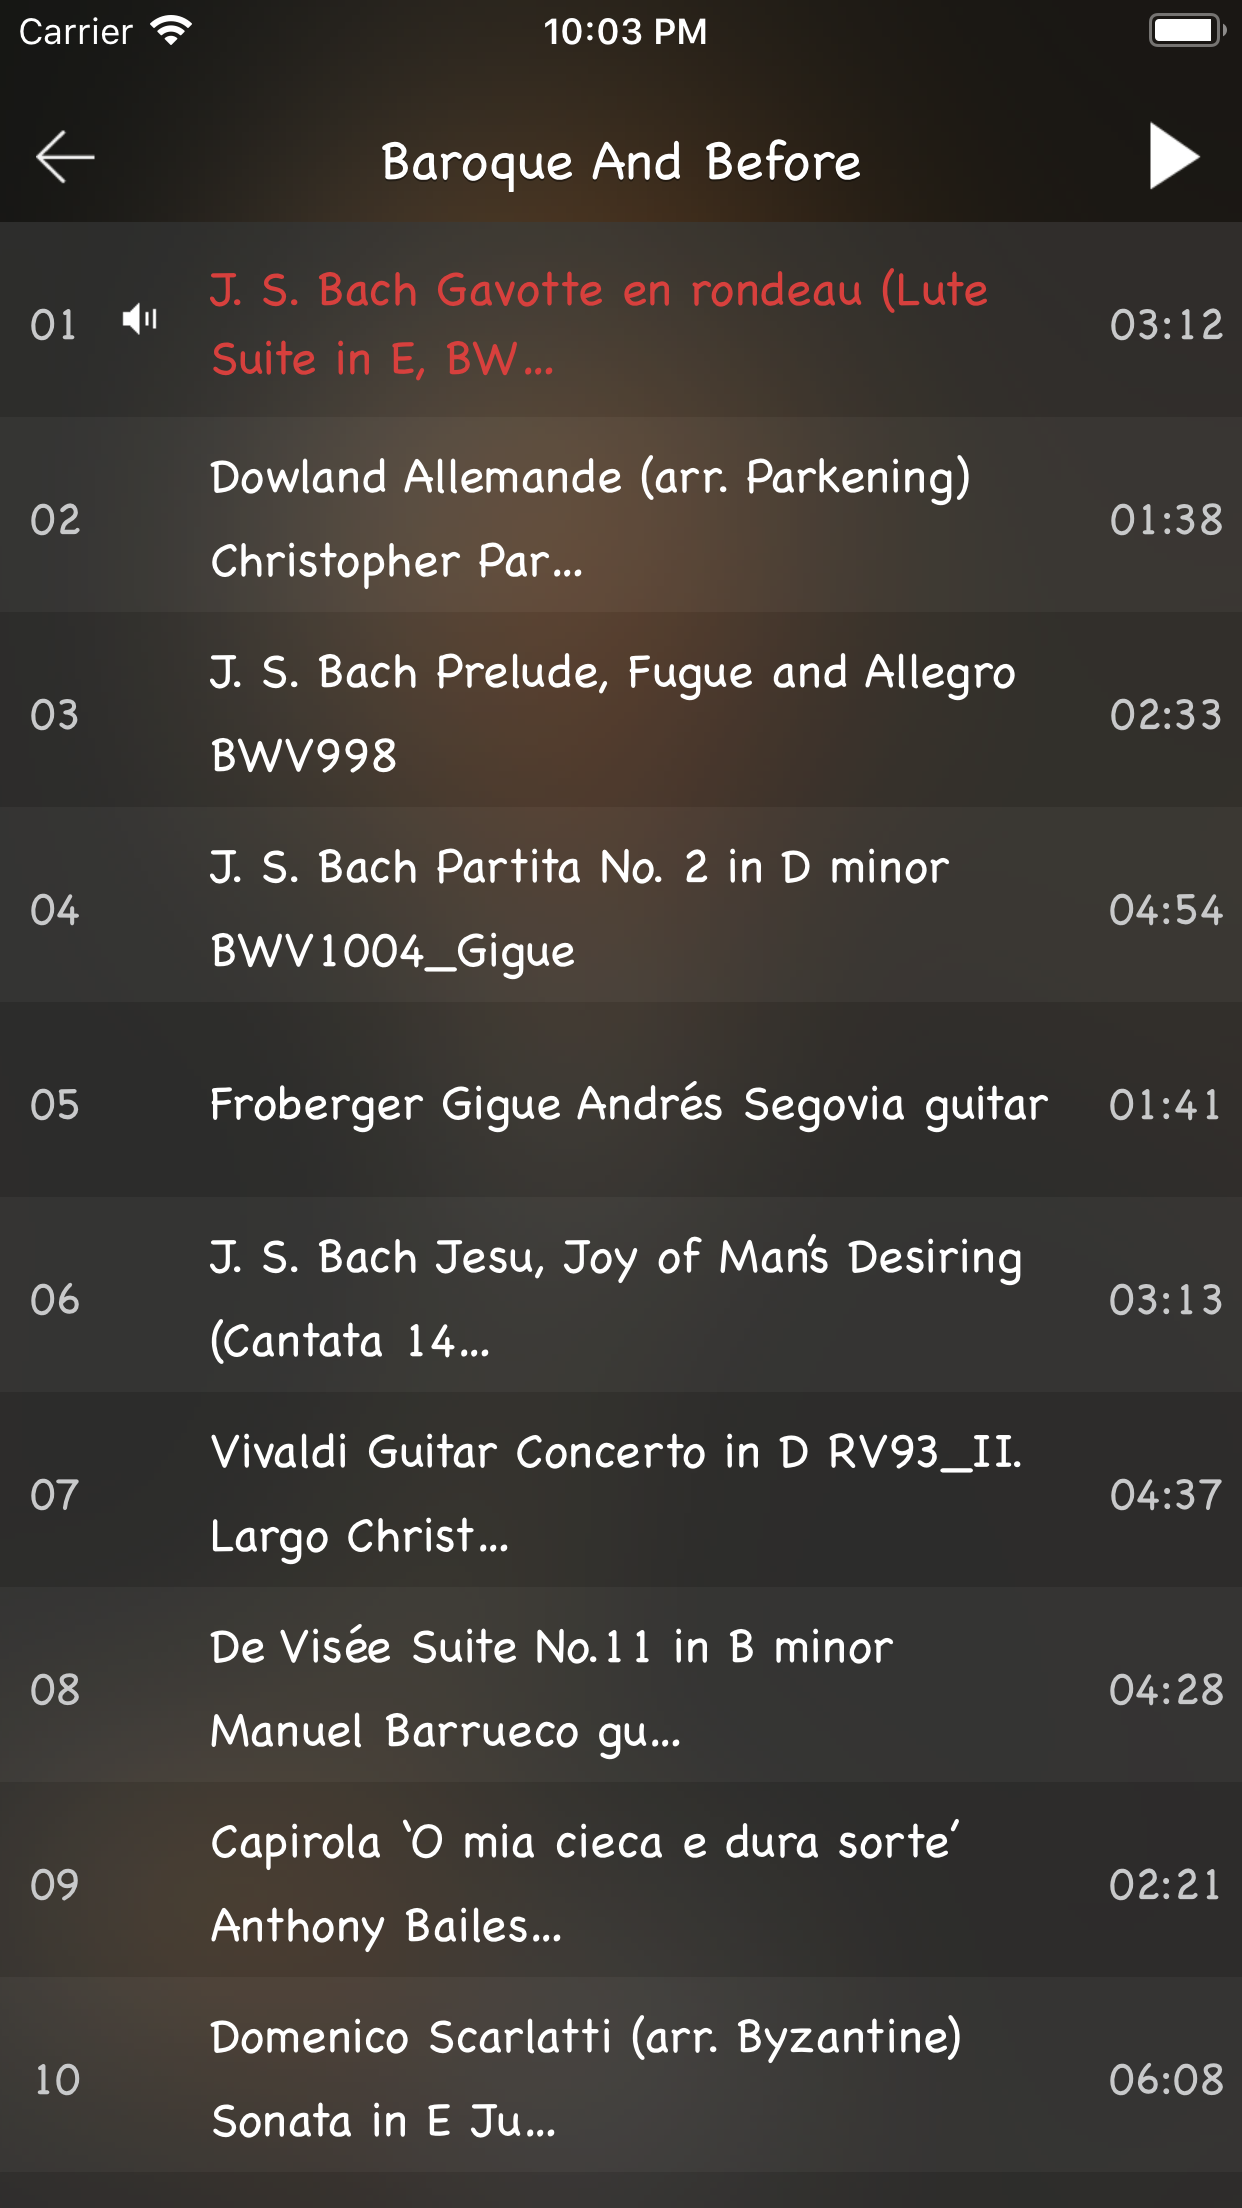 Carrier 10:03 PM
Baroque And Before
01 J. S. Bach Gavotte en rondeau (Lute 03:12
Suite in E, BW...
02 Dowland Allemande (arr. Parkening) 01:38
Christopher Par...
03 J. S. Bach Prelude, Fugue and Allegro 02:33
BWV998
04 J. S. Bach Partita No. 2 in D minor 04:54
BWV1004_Gigue
05 Froberger Gigue Andrés Segovia guitar 01:41
06 J. S. Bach Jesu, Joy of Man’s Desiring 03:13
(Cantata 14...
07 Vivaldi Guitar Concerto in D RV93_II. 04:37
Largo Christ...
08 De Visée Suite No.11 in B minor 04:28
Manuel Barrueco gu...
09 Capirola ‘O mia cieca e dura sorte’ 02:21
Anthony Bailes...
10 Domenico Scarlatti (arr. Byzantine) 06:08
Sonata in E Ju...